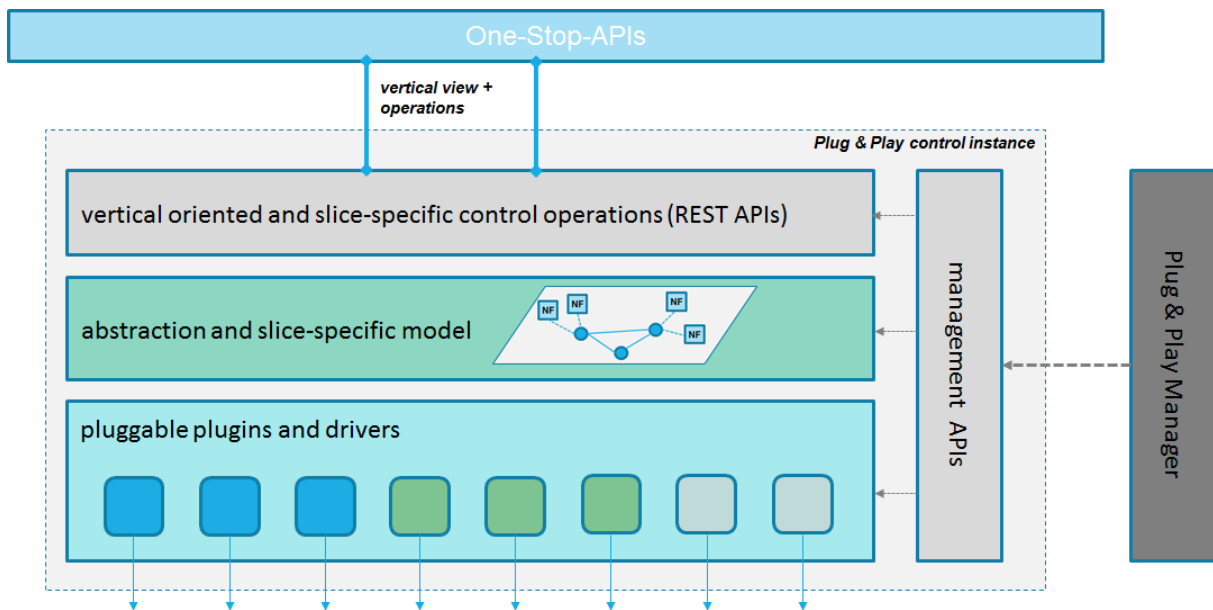 One-Stop-APIs
vertical view +
operations
Plug & Play control instance
vertical oriented and slice-specific control operations (REST APIs)
abstraction and slice-specific model
NF
NF
NF
NF
pluggable plugins and drivers
management APIs
Plug & Play Manager